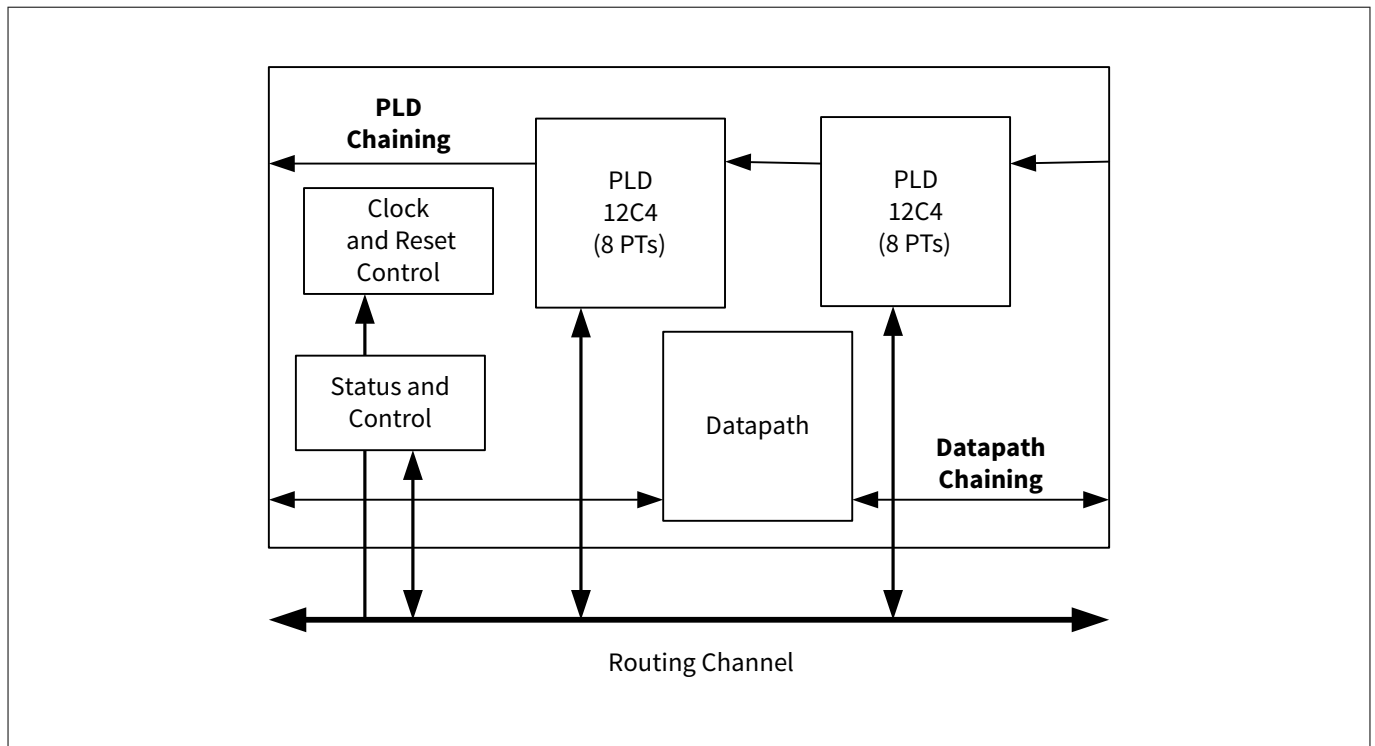 PLD
Chaining
PLD
12C4
(8 PTs)
PLD
12C4
(8 PTs)
Clock
and Reset
Control
Status and
Control
Datapath
Datapath
Chaining
Routing Channel